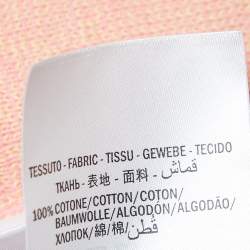 TESSUTO - FABRIC - TISSU - GEWEBE - TECIDO
ТКАНЬ - 表地 - 面料 - قماش
100% COTONE/COTTON/COTON/
BAUMWOLLE/ALGODÓN/ALGODÃO/
ХЛОПОК/綿/棉/قطن